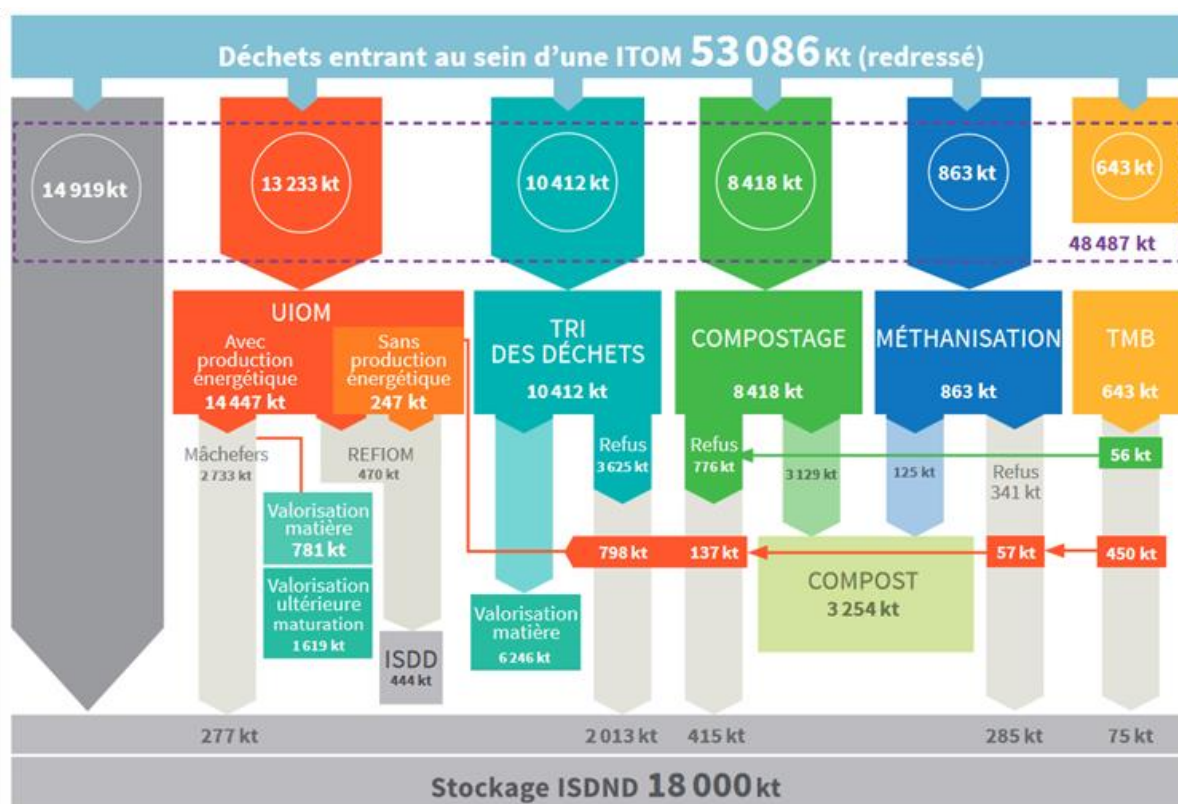 Déchets entrant au sein d’une ITOM 53 086 Kt (redressé)
14 919 kt
13 233 kt
10 412 kt
8 418 kt
863 kt
643 kt
48 487 kt
UIOM
Avec
production
énergétique
14 447 kt
Sans
production
énergétique
247 kt
TRI
DES DÉCHETS
10 412 kt
COMPOSTAGE
8 418 kt
MÉTHANISATION
863 kt
TMB
643 kt
Mâchefers
2 733 kt
REFIOM
470 kt
Refus
3 625 kt
Refus
776 kt
3 129 kt
125 kt
Refus
341 kt
56 kt
Valorisation
matière
781 kt
Valorisation
ultérieure
maturation
1 619 kt
798 kt
137 kt
57 kt
450 kt
COMPOST
3 254 kt
Valorisation
matière
6 246 kt
ISDD
444 kt
277 kt
2 013 kt
415 kt
285 kt
75 kt
Stockage ISDND 18 000 kt